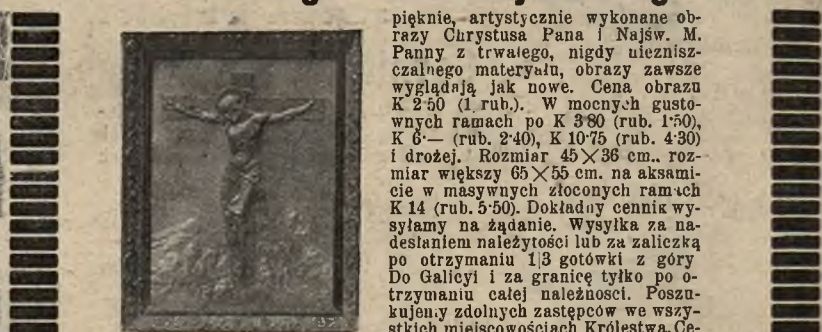 pięknie, artystycznie wykonane ob-
razy Chrystusa Pana i Najśw. M.
Panny z trwałego, nigdy niezniszcz-
czalnego materyału, obrazy zawsze
wyglądają jak nowe. Cena obrazu
K 2·50 (1 rub.). W mocnych gusto-
wnych ramach po K 3·80 (rub. 1·50),
K 6·— (rub. 2·40), K 10·75 (rub. 4·30)
i drożej. Rozmiar 45×36 cm., roz-
miar większy 65×55 cm. na aksami-
cie w masywnych złoconych ramach
K 14 (rub. 5·50). Dokładny cennik wy-
syłamy na żądanie. Wysyłka za na-
desłaniem należytości lub za zaliczką
po otrzymaniu 1|3 gotówki z góry
Do Galicyi i za granicę tylko po o-
trzymaniu całej należnosci. Poszu-
kujemy zdolnych zastępców we wszy-
stkich miejscowościach Królestwa, Ce-